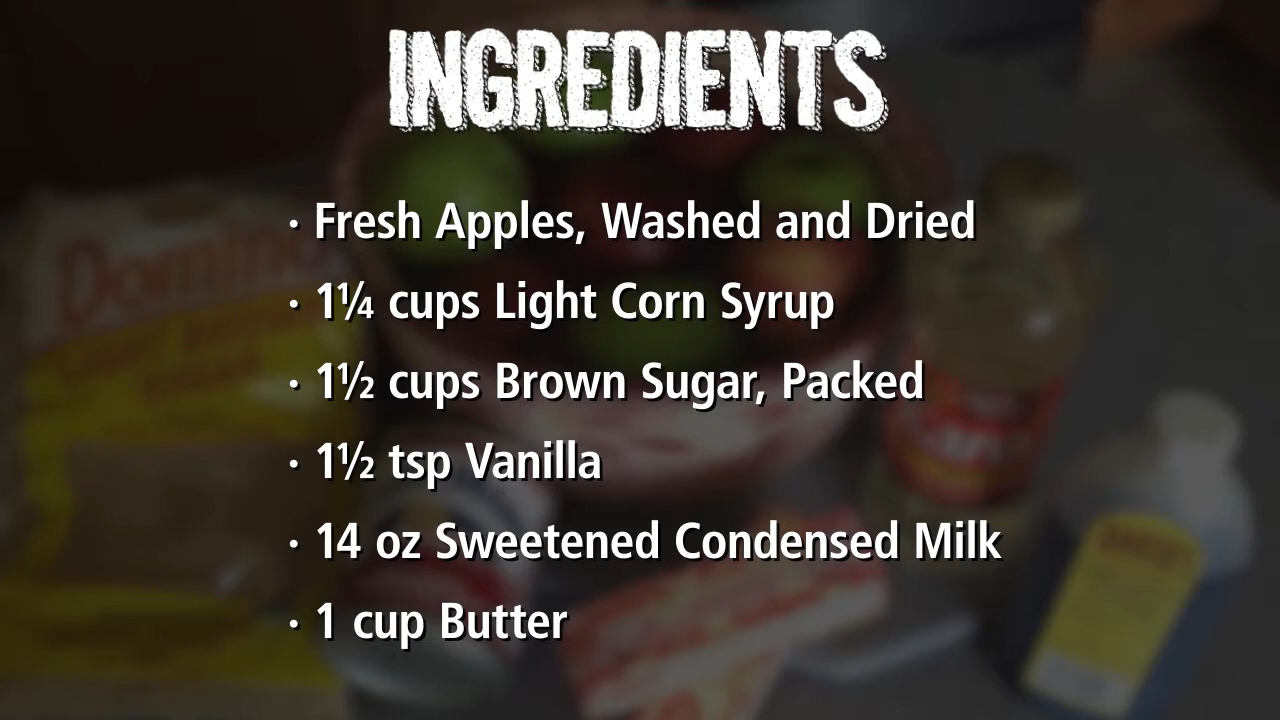 INGREDIENTS
· Fresh Apples, Washed and Dried
· 1¼ cups Light Corn Syrup
· 1½ cups Brown Sugar, Packed
· 1½ tsp Vanilla
· 14 oz Sweetened Condensed Milk
· 1 cup Butter
Domino